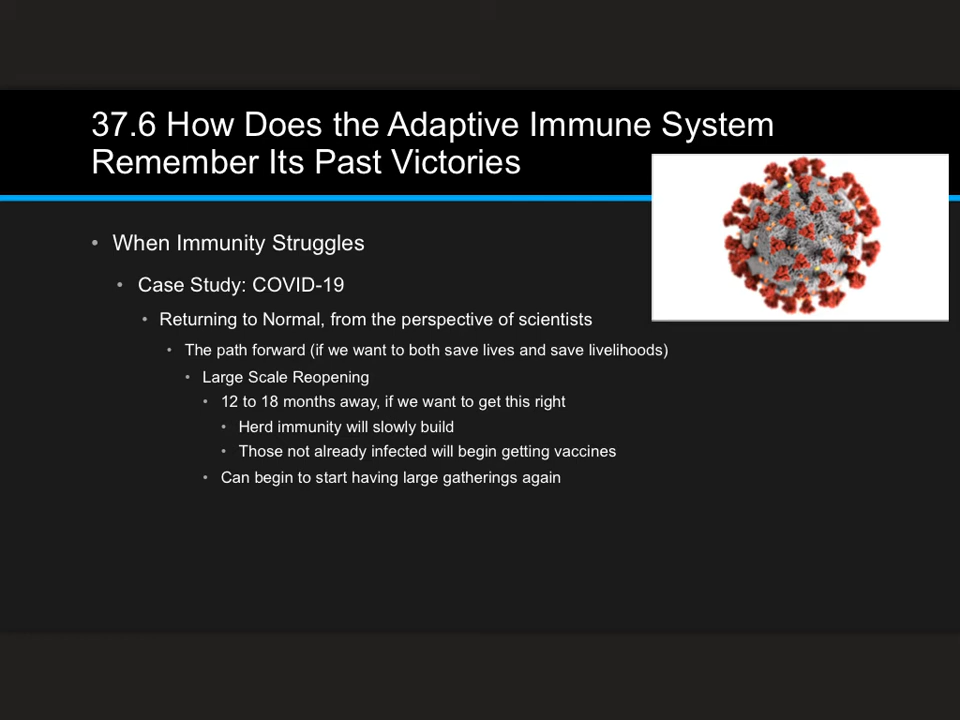 37.6 How Does the Adaptive Immune System
Remember Its Past Victories
• When Immunity Struggles
• Case Study: COVID-19
• Returning to Normal, from the perspective of scientists
• The path forward (if we want to both save lives and save livelihoods)
• Large Scale Reopening
• 12 to 18 months away, if we want to get this right
• Herd immunity will slowly build
• Those not already infected will begin getting vaccines
• Can begin to start having large gatherings again